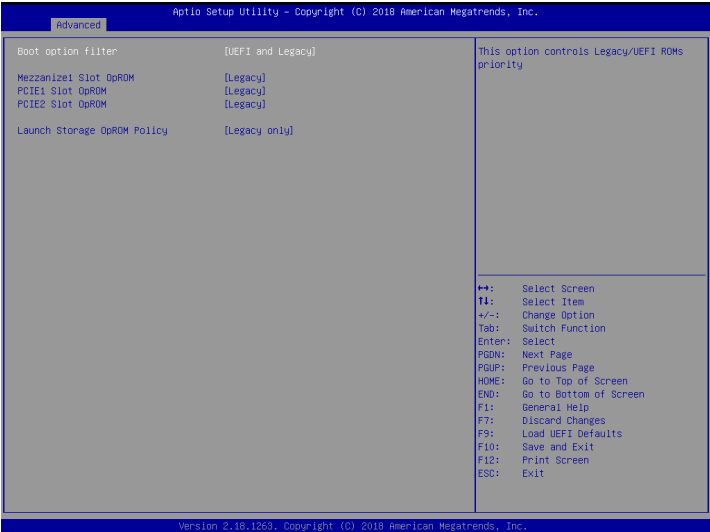 Aptio Setup Utility – Copyright (C) 2018 American Megatrends, Inc.
Advanced
Boot option filter [UEFI and Legacy]
Mezzanize1 Slot OpROM [Legacy]
PCIE1 Slot OpROM [Legacy]
PCIE2 Slot OpROM [Legacy]
Launch Storage OpROM Policy [Legacy only]
This option controls Legacy/UEFI ROMs
priority
↔: Select Screen
↑↓: Select Item
+/-: Change Option
Tab: Switch Function
Enter: Select
PGDN: Next Page
PGUP: Previous Page
HOME: Go to Top of Screen
END: Go to Bottom of Screen
F1: General Help
F7: Discard Changes
F9: Load UEFI Defaults
F10: Save and Exit
F12: Print Screen
ESC: Exit
Version 2.18.1263. Copyright (C) 2018 American Megatrends, Inc.